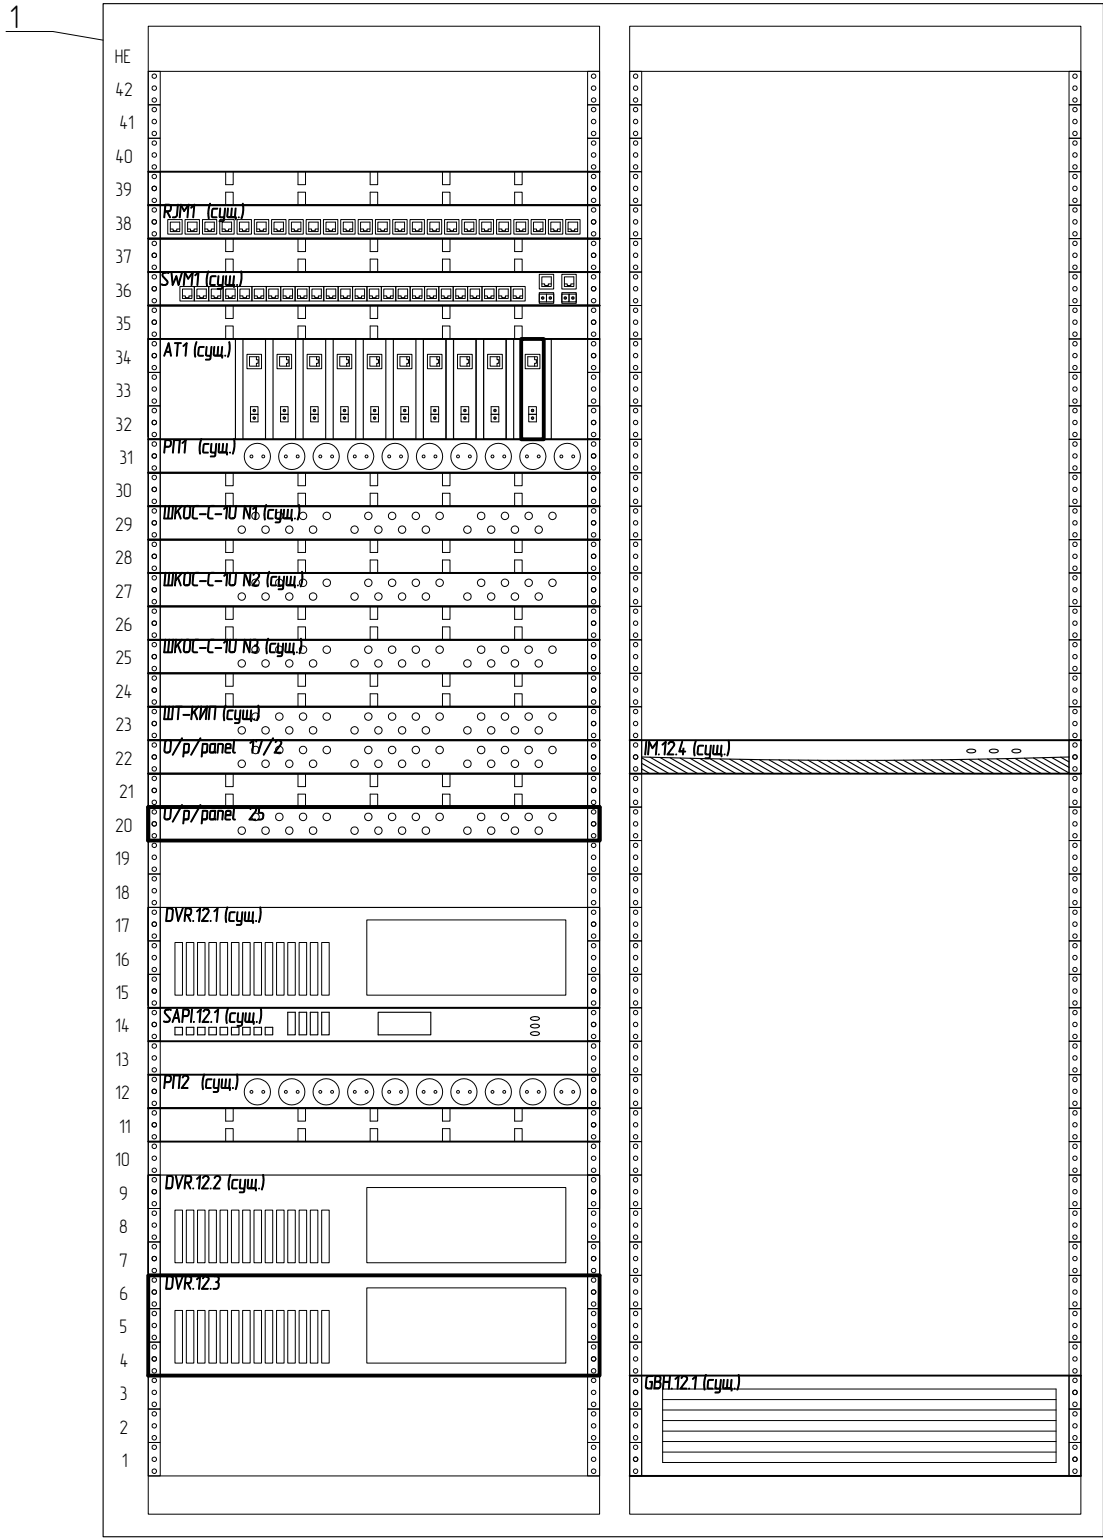 1
HE
42
41
40
39
38 RJM1 (сущ.)
37
36 SWM1 (сущ.)
35
34 АТ1 (сущ.)
33
32
31 РП1 (сущ.)
30
29 ШКОС-С-1U N1 (сущ.)
28
27 ШКОС-С-1U N2 (сущ.)
26
25 ШКОС-С-1U N3 (сущ.)
24
23 ШТ-КИП (сущ.)
22 O/p/panel 17/2 IM.12.4 (сущ.)
21
20 O/p/panel 25
19
18
17 DVR.12.1 (сущ.)
16
15
14 SAPI.12.1 (сущ.)
13
12 РП2 (сущ.)
11
10
9 DVR.12.2 (сущ.)
8
7
6 DVR.12.3
5
4
3 GBH.12.1 (сущ.)
2
1